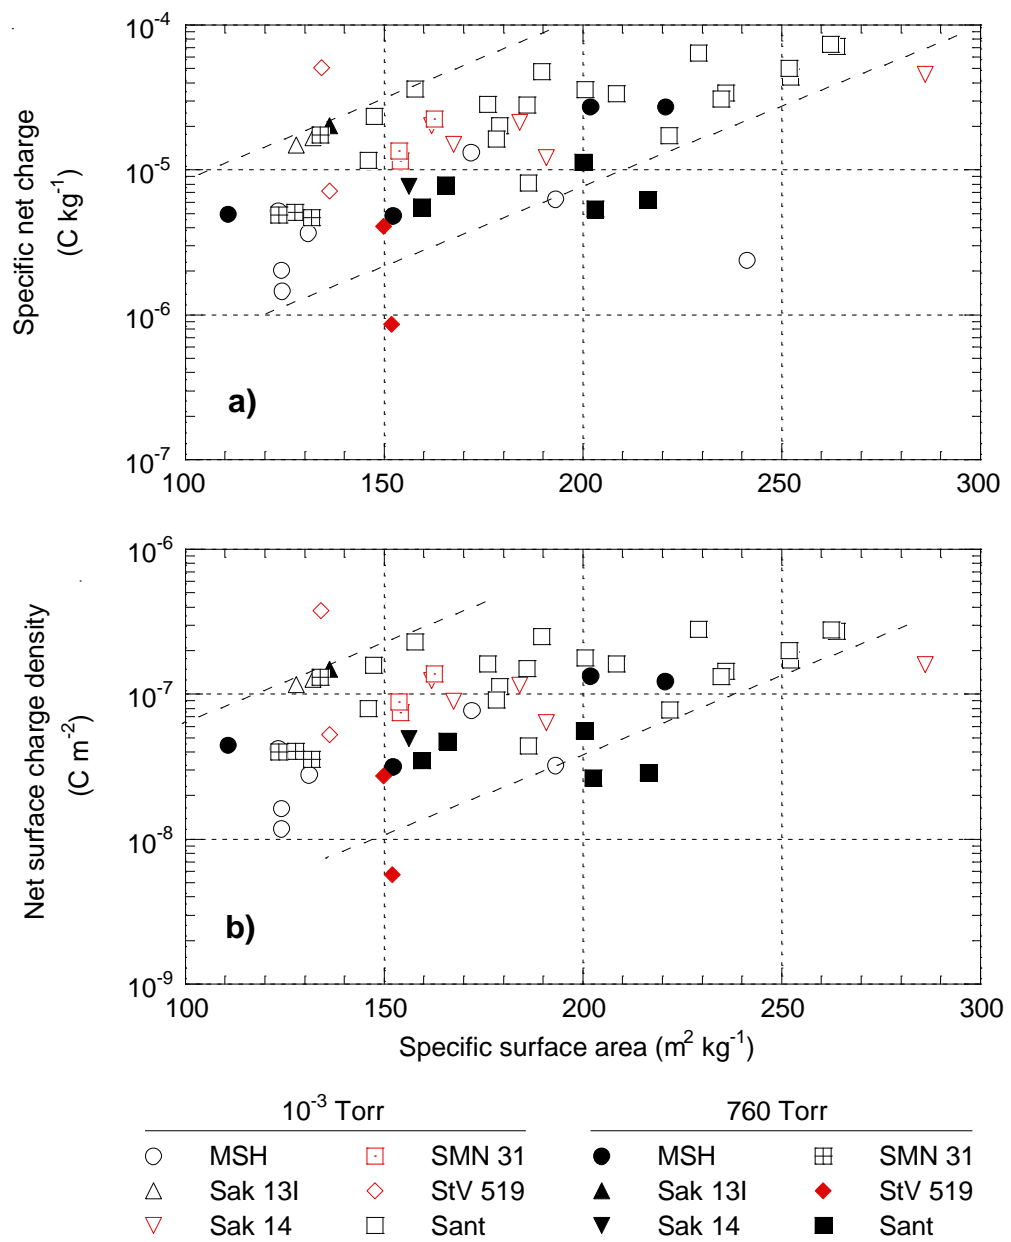 10⁻⁴
10⁻⁵
10⁻⁶
10⁻⁷
Specific net charge
(C kg⁻¹)
a)
100 150 200 250 300
10⁻⁶
10⁻⁷
10⁻⁸
10⁻⁹
Net surface charge density
(C m⁻²)
b)
100 150 200 250 300
Specific surface area (m² kg⁻¹)
10⁻³ Torr 760 Torr
MSH SMN 31 MSH SMN 31
Sak 13I StV 519 Sak 13I StV 519
Sak 14 Sant Sak 14 Sant